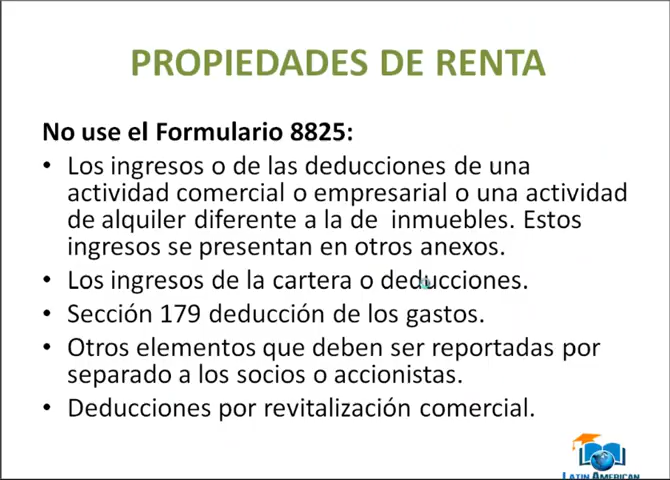 PROPIEDADES DE RENTA
No use el Formulario 8825:
• Los ingresos o de las deducciones de una
actividad comercial o empresarial o una actividad
de alquiler diferente a la de inmuebles. Estos
ingresos se presentan en otros anexos.
• Los ingresos de la cartera o deducciones.
• Sección 179 deducción de los gastos.
• Otros elementos que deben ser reportadas por
separado a los socios o accionistas.
• Deducciones por revitalización comercial.
LATIN AMERICAN